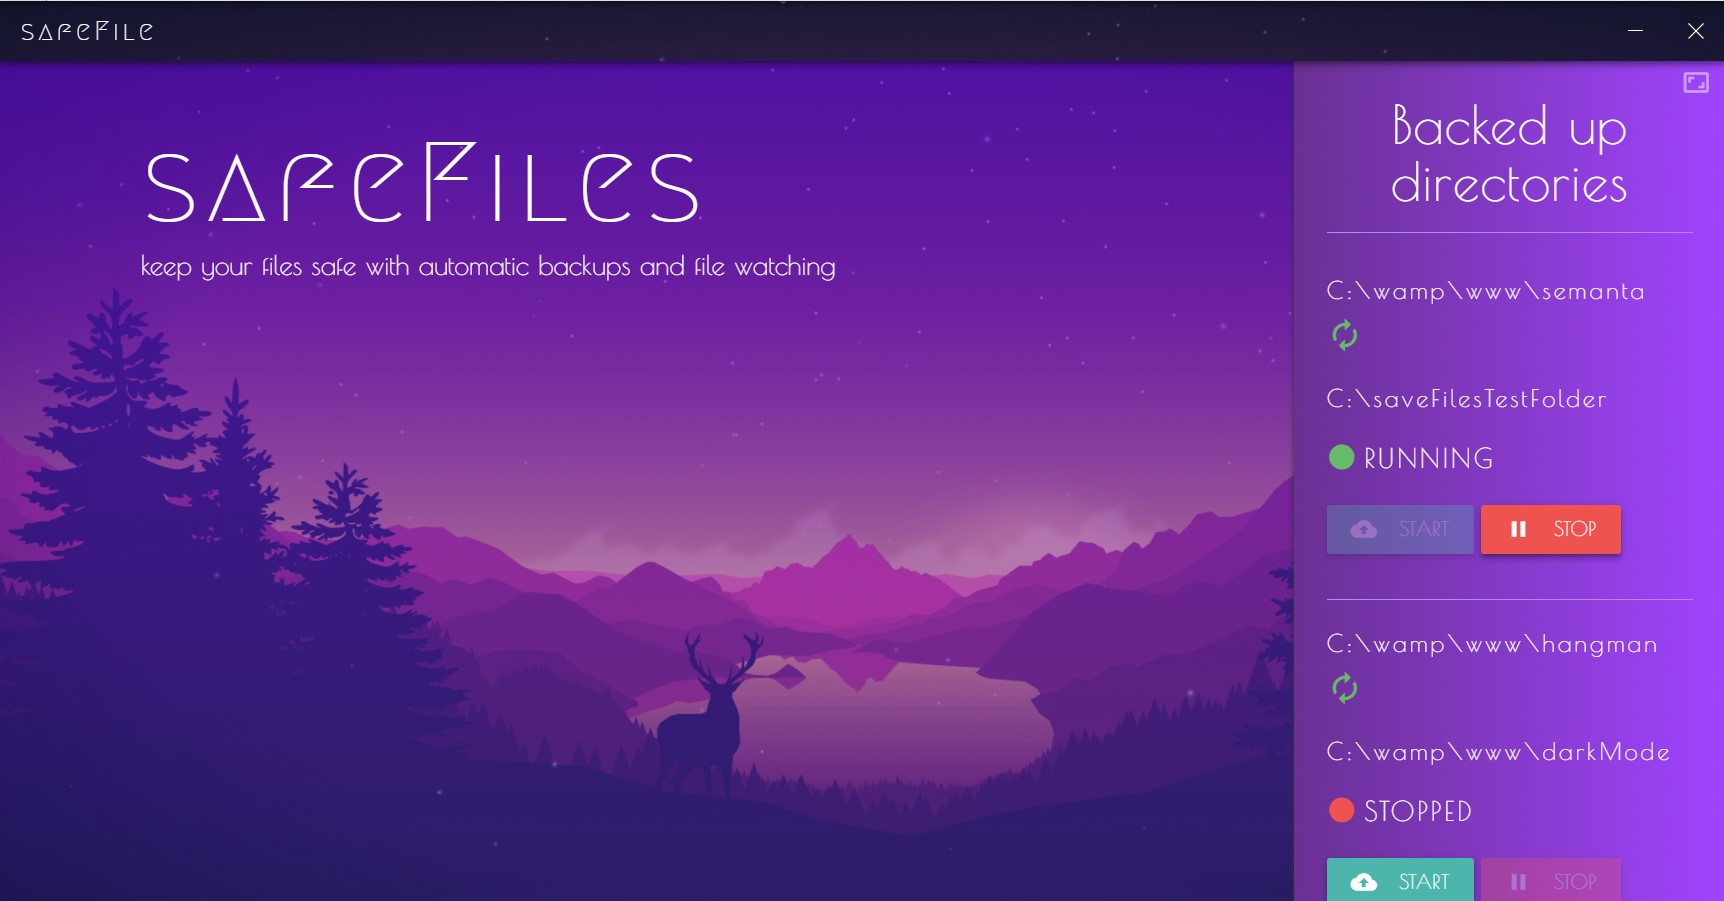 safeFile
safeFiles
keep your files safe with automatic backups and file watching
Backed up
directories
C:\wamp\www\semanta
C:\saveFilesTestFolder
RUNNING
START STOP
C:\wamp\www\hangman
C:\wamp\www\darkMode
STOPPED
START STOP